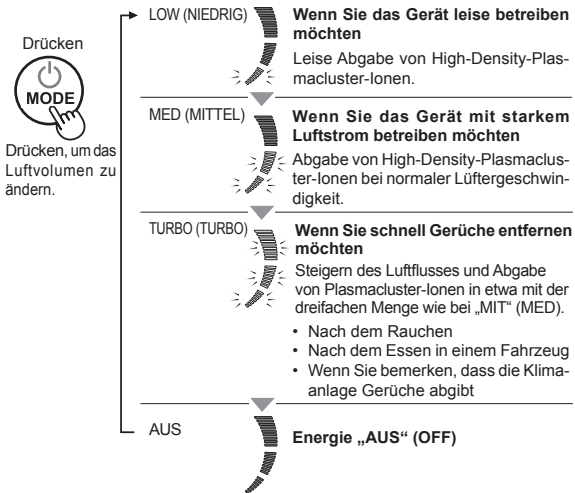 Drücken
MODE
Drücken, um das
Luftvolumen zu
ändern.
LOW (NIEDRIG)
Wenn Sie das Gerät leise betreiben
möchten
Leise Abgabe von High-Density-Plas-
macluster-Ionen.
MED (MITTEL)
Wenn Sie das Gerät mit starkem
Luftstrom betreiben möchten
Abgabe von High-Density-Plasmaclus-
ter-Ionen bei normaler Lüftergeschwin-
digkeit.
TURBO (TURBO)
Wenn Sie schnell Gerüche entfernen
möchten
Steigern des Luftflusses und Abgabe
von Plasmacluster-Ionen in etwa mit der
dreifachen Menge wie bei „MIT“ (MED).
• Nach dem Rauchen
• Nach dem Essen in einem Fahrzeug
• Wenn Sie bemerken, dass die Klima-
anlage Gerüche abgibt
AUS
Energie „AUS“ (OFF)